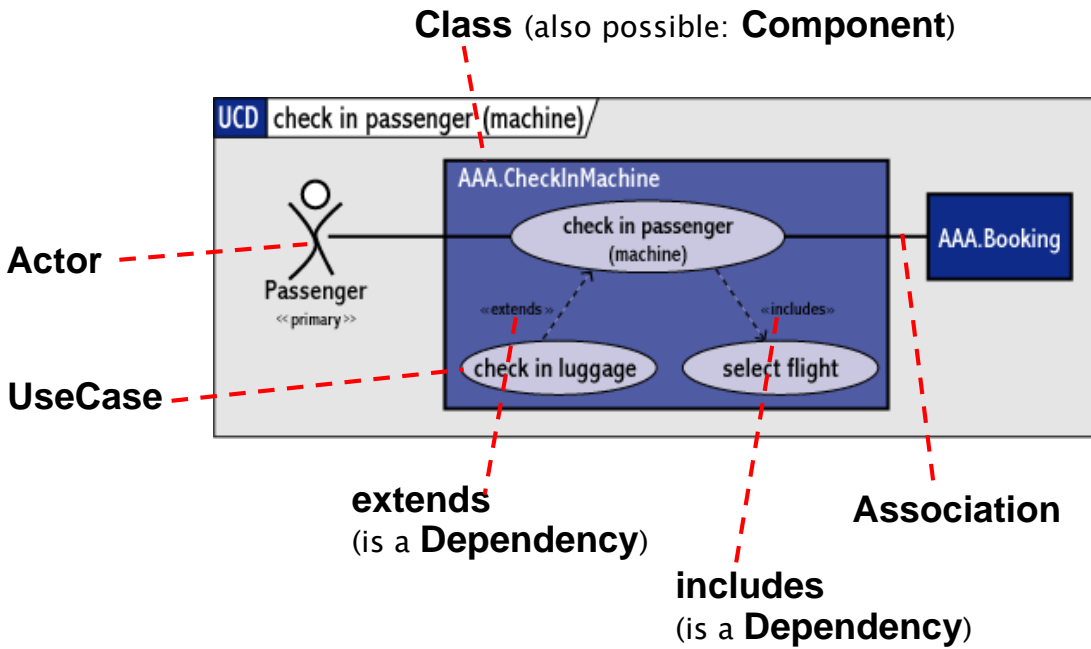 Class (also possible: Component)
UCD check in passenger (machine)
AAA.CheckInMachine
check in passenger
(machine)
AAA.Booking
Actor
Passenger
<< primary >>
«extends»
«includes»
UseCase
check in luggage
select flight
extends
(is a Dependency)
Association
includes
(is a Dependency)